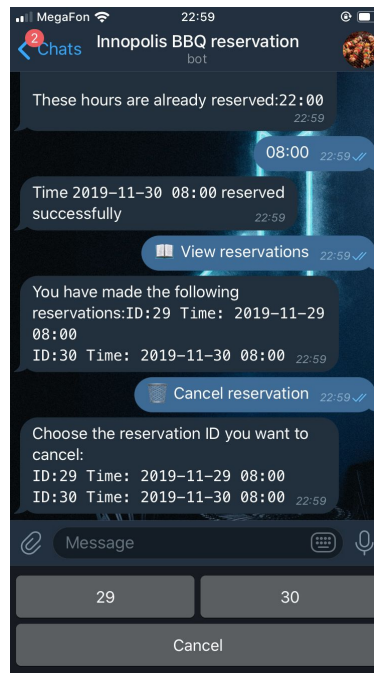 MegaFon 22:59
2
Chats Innopolis BBQ reservation
bot
These hours are already reserved:22:00
22:59
08:00 22:59
Time 2019-11-30 08:00 reserved
successfully 22:59
View reservations 22:59
You have made the following
reservations:ID:29 Time: 2019-11-29
08:00
ID:30 Time: 2019-11-30 08:00 22:59
Cancel reservation 22:59
Choose the reservation ID you want to
cancel:
ID:29 Time: 2019-11-29 08:00
ID:30 Time: 2019-11-30 08:00 22:59
Message
29 30
Cancel